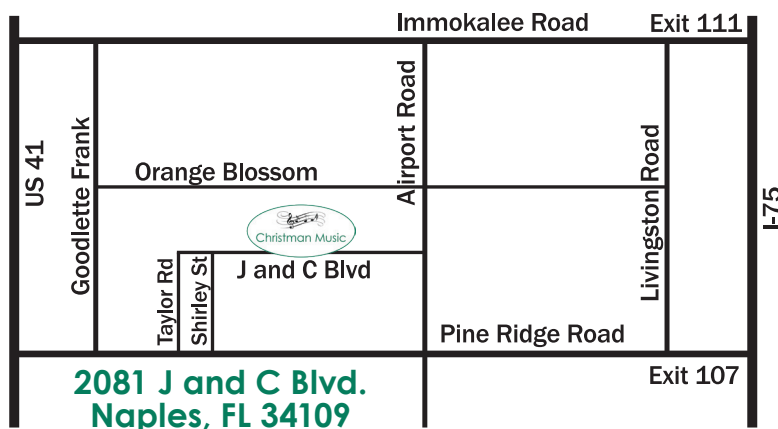 Immokalee Road
Exit 111
US 41
Goodlette Frank
Airport Road
Livingston Road
I-75
Orange Blossom
Christman Music
J and C Blvd
Taylor Rd
Shirley St
Pine Ridge Road
Exit 107
2081 J and C Blvd.
Naples, FL 34109